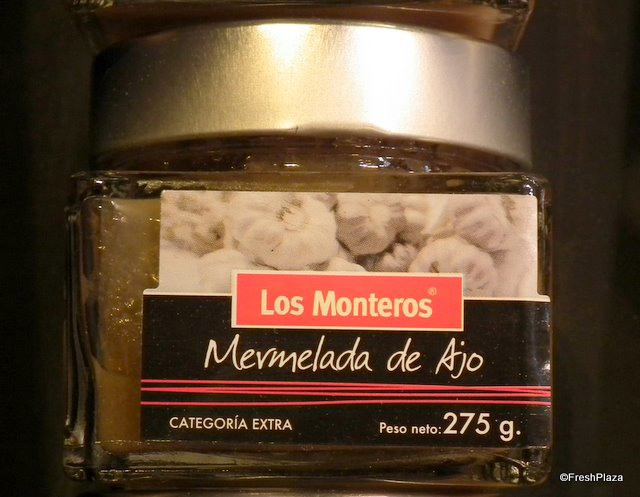 Los Monteros®
Mermelada de Ajo
CATEGORÍA EXTRA
Peso neto: 275 g.
©FreshPlaza